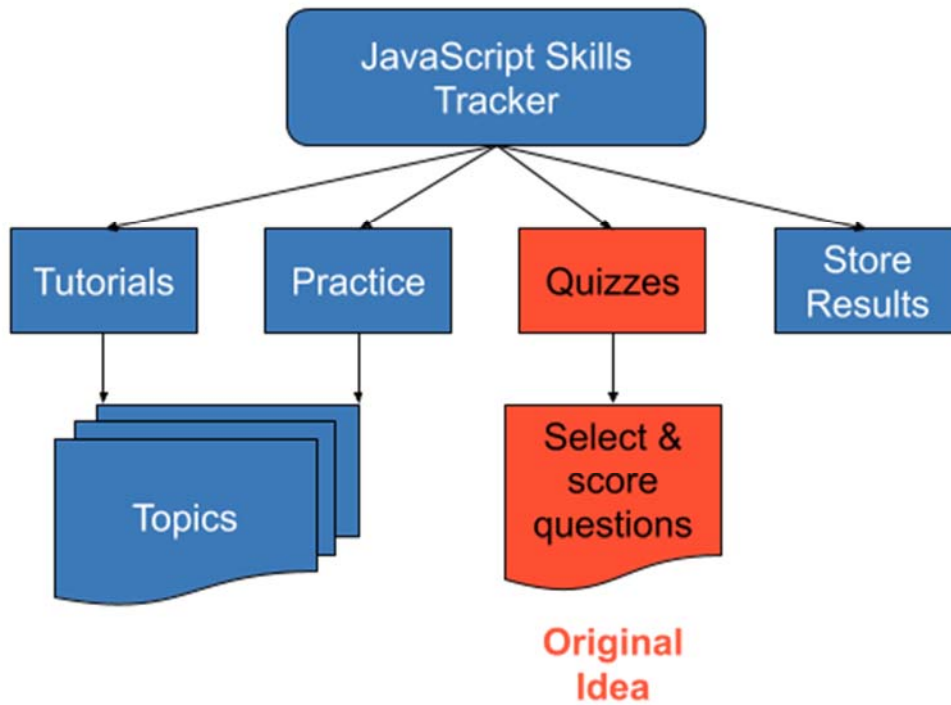 JavaScript Skills
Tracker
Tutorials
Practice
Quizzes
Store
Results
Topics
Select &
score
questions
Original
Idea